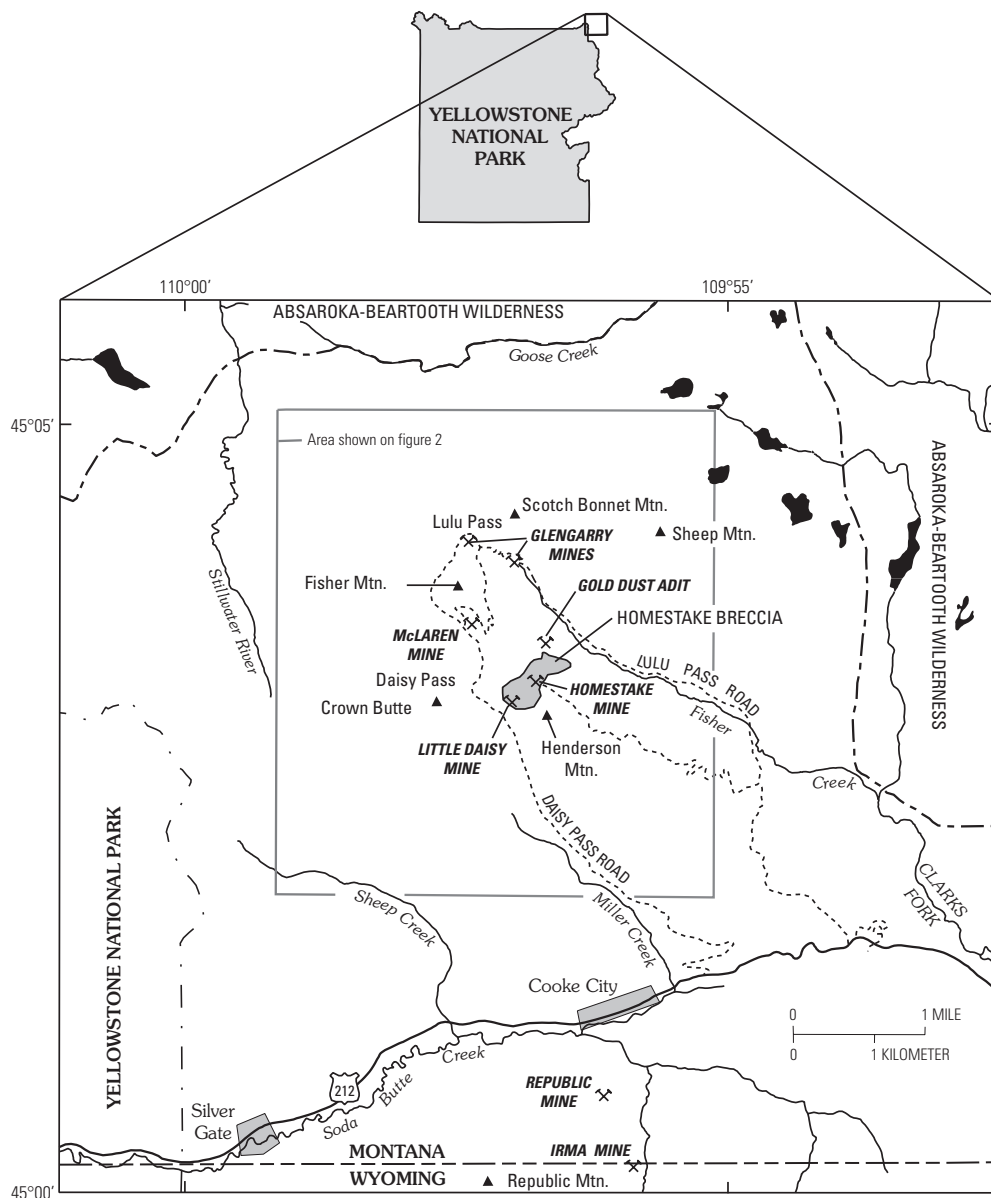 YELLOWSTONE
NATIONAL
PARK
110°00′
109°55′
ABSAROKA-BEARTOOTH WILDERNESS
Goose Creek
45°05′
Area shown on figure 2
ABSAROKA-BEARTOOTH WILDERNESS
Scotch Bonnet Mtn.
Lulu Pass
GLENGARRY
MINES
Sheep Mtn.
Stillwater River
Fisher Mtn.
GOLD DUST ADIT
HOMESTAKE BRECCIA
McLAREN
MINE
LULU PASS ROAD
Daisy Pass
HOMESTAKE
MINE
Crown Butte
Fisher
Creek
LITTLE DAISY
MINE
Henderson
Mtn.
DAISY PASS ROAD
YELLOWSTONE NATIONAL PARK
CLARKS
FORK
Sheep Creek
Miller Creek
Cooke City
0
1 MILE
0
1 KILOMETER
Soda Butte Creek
212
REPUBLIC
MINE
Silver
Gate
IRMA MINE
MONTANA
WYOMING
Republic Mtn.
45°00′